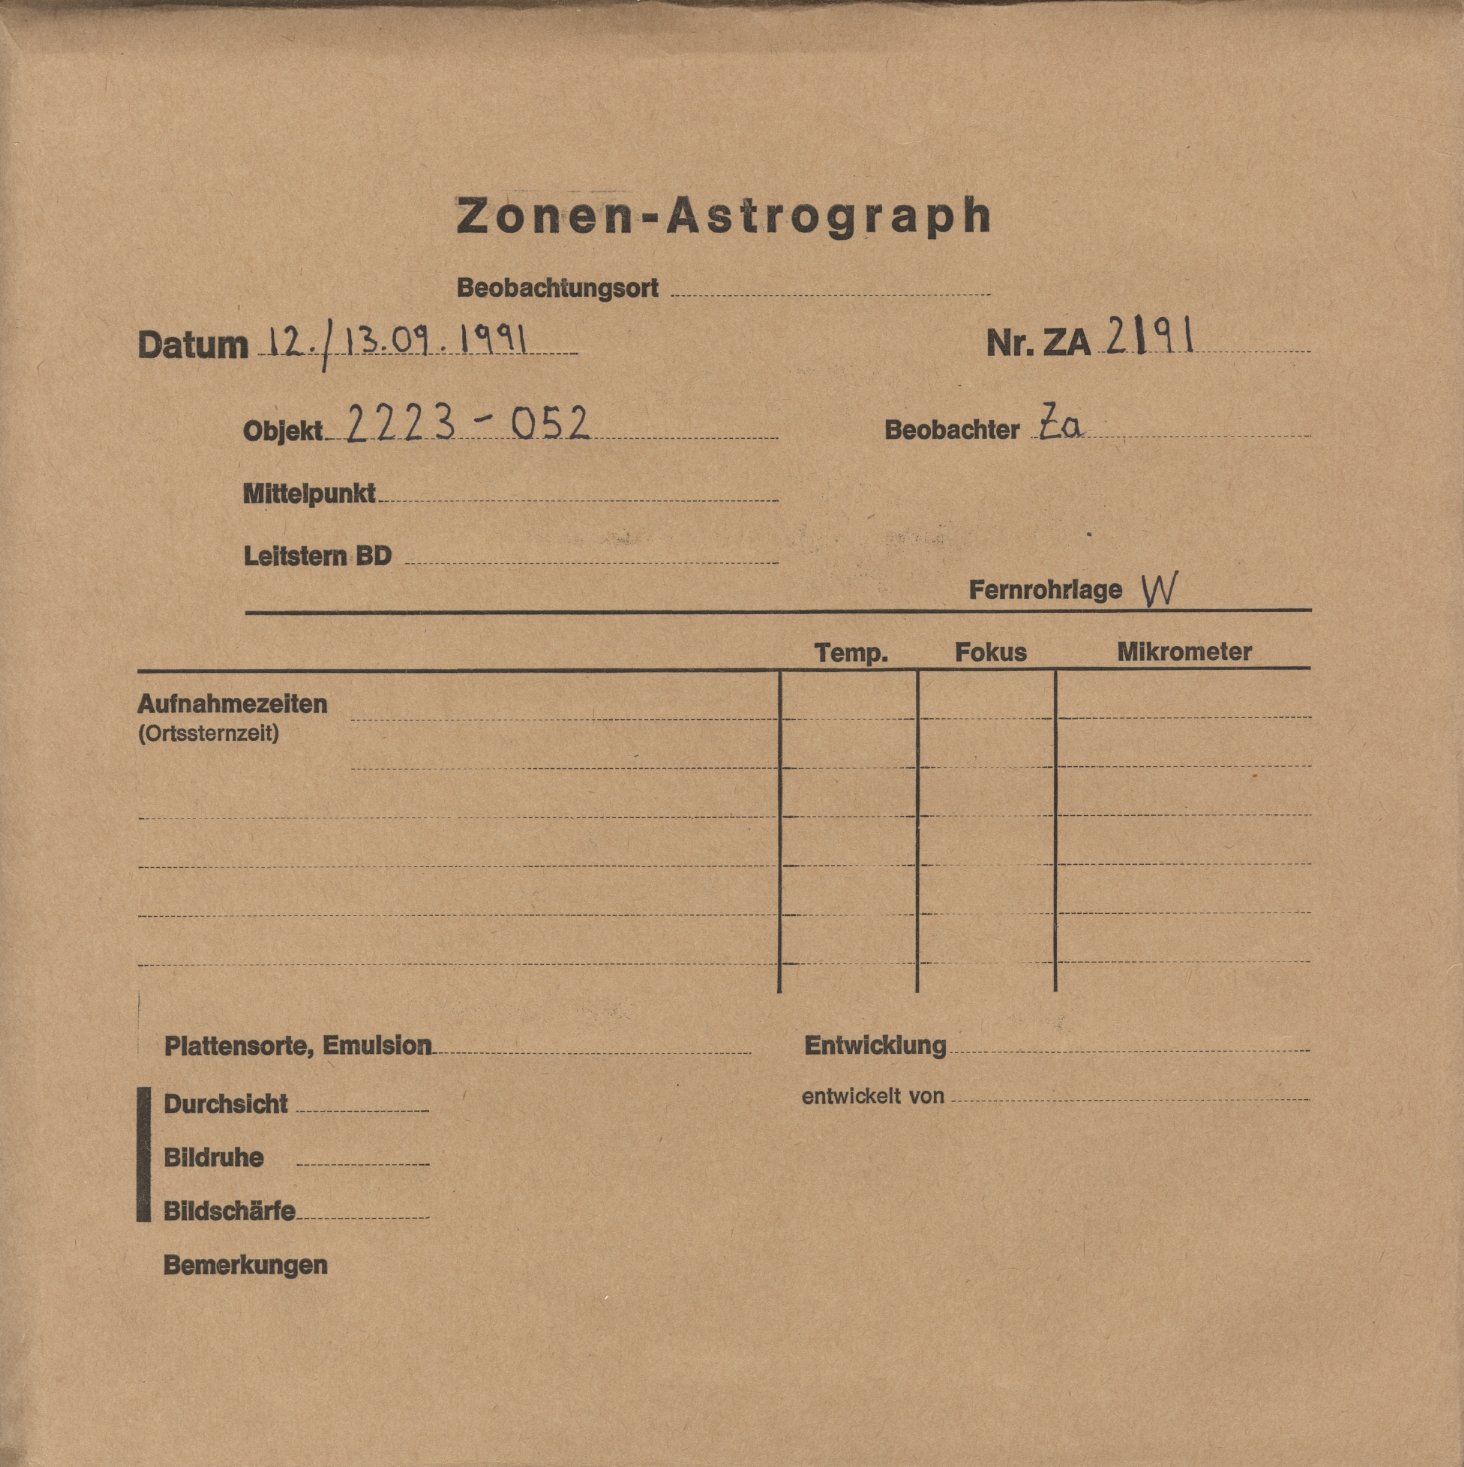 Zonen-Astrograph
Beobachtungsort
Datum 12./13.09.1991 Nr. ZA 2191
Objekt 2223-052 Beobachter Za
Mittelpunkt
Leitstern BD
Fernrohrlage W
Temp. Fokus Mikrometer
Aufnahmezeiten
(Ortssternzeit)
Plattensorte, Emulsion Entwicklung
Durchsicht entwickelt von
Bildruhe
Bildschärfe
Bemerkungen